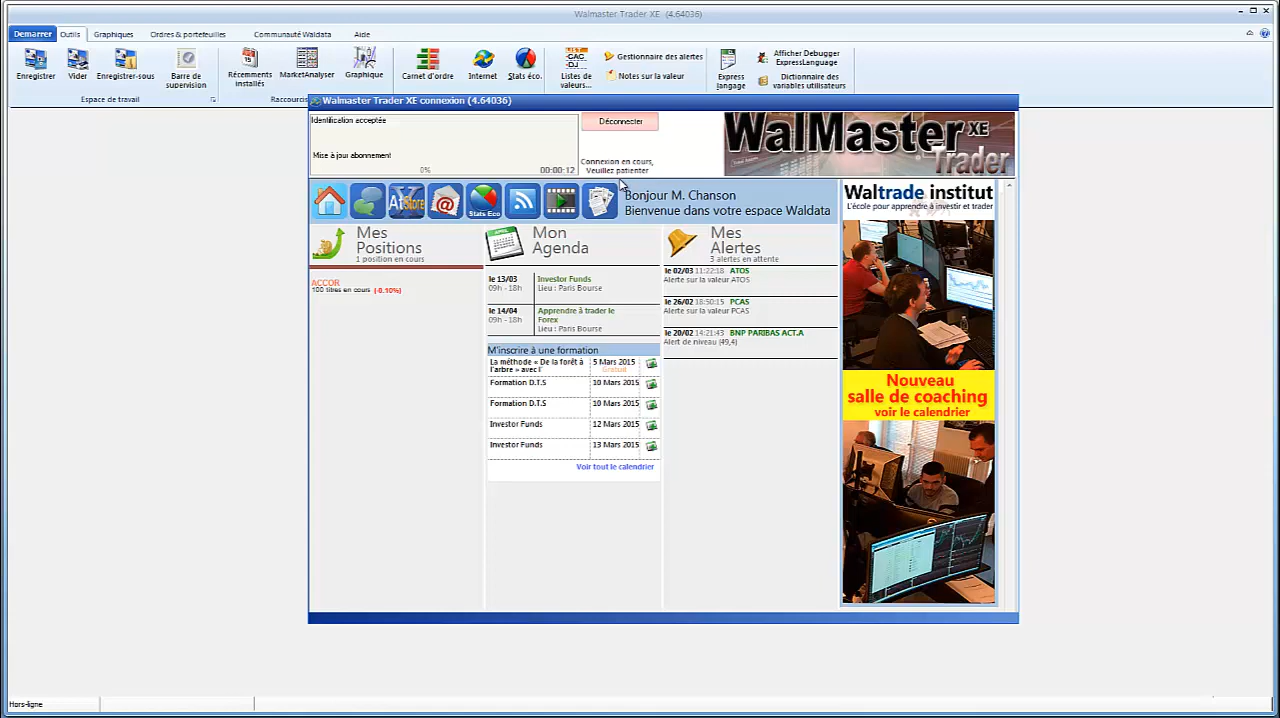 Walmaster Trader XE (4.64036)
Demarrer Outils Graphiques Ordres & portefeuilles Communauté Waldata Aide
Enregistrer Vider Enregistrer-sous Barre de supervision
Espace de travail
Récemments installés MarketAnalyser Graphique
Raccourcis
Carnet d'ordre Internet Stats éco.
Listes de valeurs...
Gestionnaire des alertes
Notes sur la valeur
Express langage
Afficher Debugger ExpressLanguage
Dictionnaire des variables utilisateurs
Walmaster Trader XE connexion (4.64036)
Identification acceptée
Mise à jour abonnement
0% 00:00:12
Déconnecter
Connexion en cours,
Veuillez patienter
WalMaster XE
Trader
AtStore
Stats Eco
Bonjour M. Chanson
Bienvenue dans votre espace Waldata
Mes
Positions
1 position en cours
ACCOR
100 titres en cours (-0.10%)
Mon
Agenda
le 13/03 Investor Funds
09h - 18h Lieu : Paris Bourse
le 14/04 Apprendre à trader le
09h - 18h Forex
Lieu : Paris Bourse
M'inscrire à une formation
La méthode « De la forêt à 5 Mars 2015
l'arbre » avec l' Gratuit
Formation D.T.S 10 Mars 2015
Formation D.T.S 10 Mars 2015
Investor Funds 12 Mars 2015
Investor Funds 13 Mars 2015
Voir tout le calendrier
Mes
Alertes
3 alertes en attente
le 02/03 11:22:18 ATOS
Alerte sur la valeur ATOS
le 26/02 18:50:15 PCAS
Alerte sur la valeur PCAS
le 20/02 14:21:43 BNP PARIBAS ACT.A
Alert de niveau (49,4)
Waltrade institut
L'école pour apprendre à investir et trader
Nouveau
salle de coaching
voir le calendrier
Hors-ligne